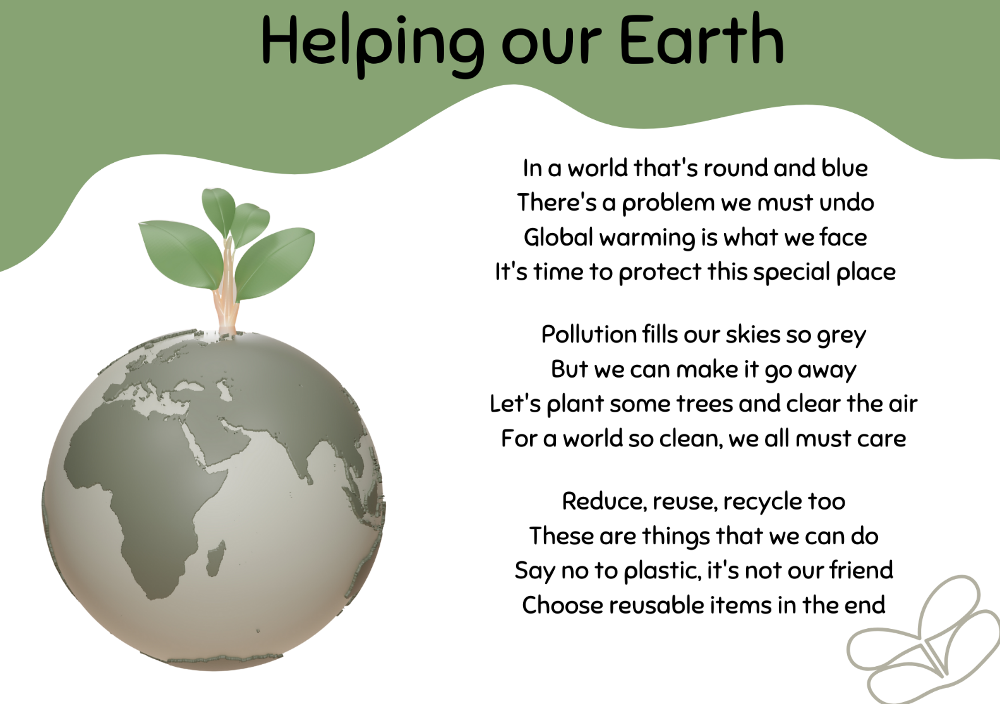 Helping our Earth
In a world that's round and blue
There's a problem we must undo
Global warming is what we face
It's time to protect this special place
Pollution fills our skies so grey
But we can make it go away
Let's plant some trees and clear the air
For a world so clean, we all must care
Reduce, reuse, recycle too
These are things that we can do
Say no to plastic, it's not our friend
Choose reusable items in the end